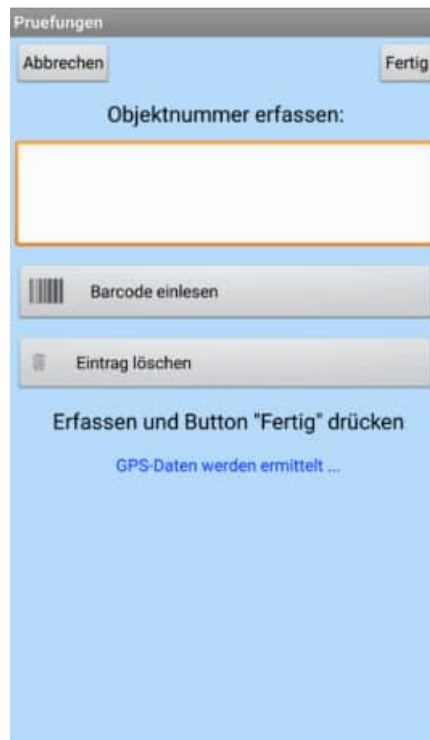 Pruefungen
Abbrechen
Fertig
Objektnummer erfassen:
Barcode einlesen
Eintrag löschen
Erfassen und Button "Fertig" drücken
GPS-Daten werden ermittelt ...